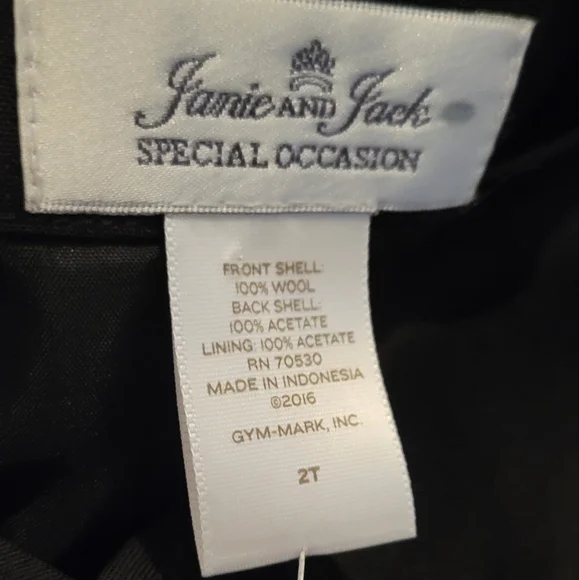 Janie AND Jack
SPECIAL OCCASION
FRONT SHELL:
100% WOOL
BACK SHELL:
100% ACETATE
LINING: 100% ACETATE
RN 70530
MADE IN INDONESIA
©2016
GYM-MARK, INC.
2T